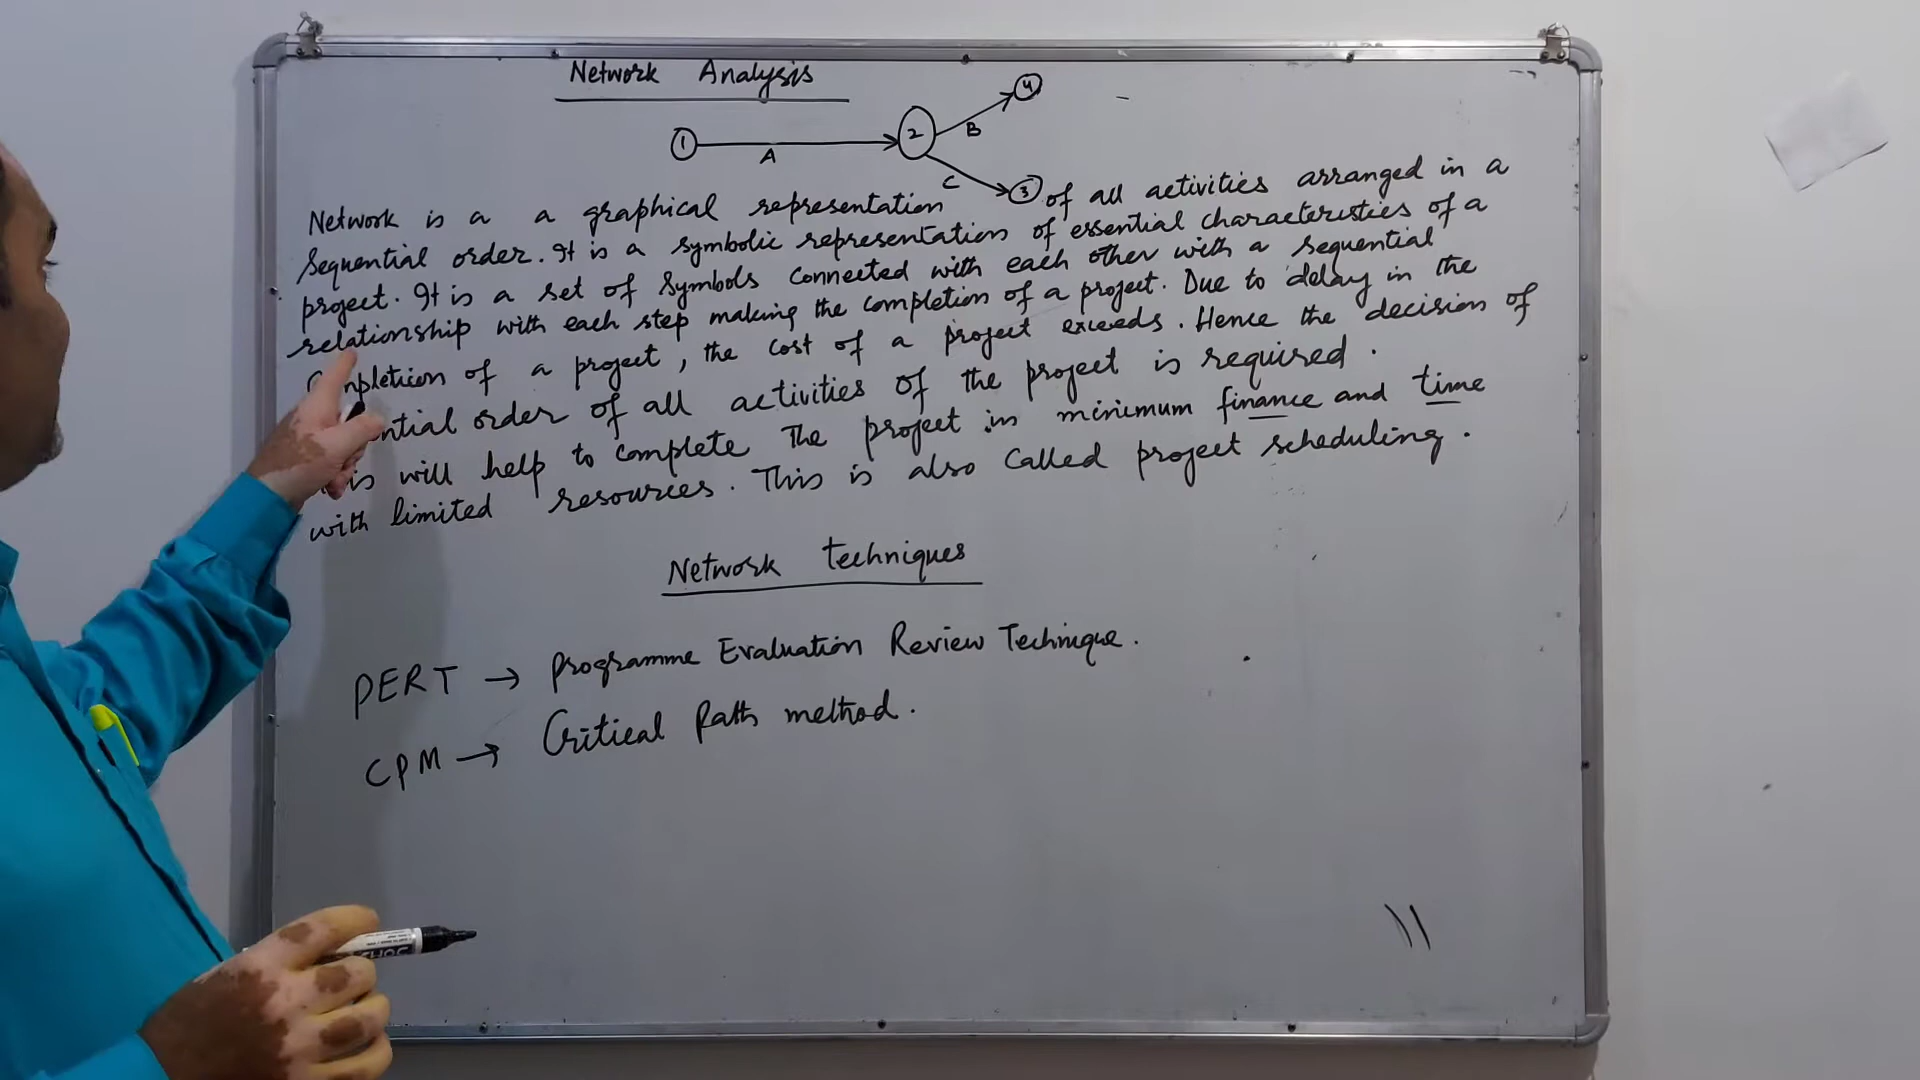 Network Analysis
1 A 2 B 4
C 3
Network is a a graphical representation of all activities arranged in a
Sequential order. It is a symbolic representation of essential characteristics of a
project. It is a set of symbols connected with each other with a sequential
relationship with each step making the completion of a project. Due to delay in the
Completion of a project, the cost of a project exceeds. Hence the decision of
order of all activities of the project is required.
will help to complete the project in minimum finance and time
with limited resources. This is also called project scheduling.
Network techniques
PERT → Programme Evaluation Review Technique.
CPM → Critical Path method.